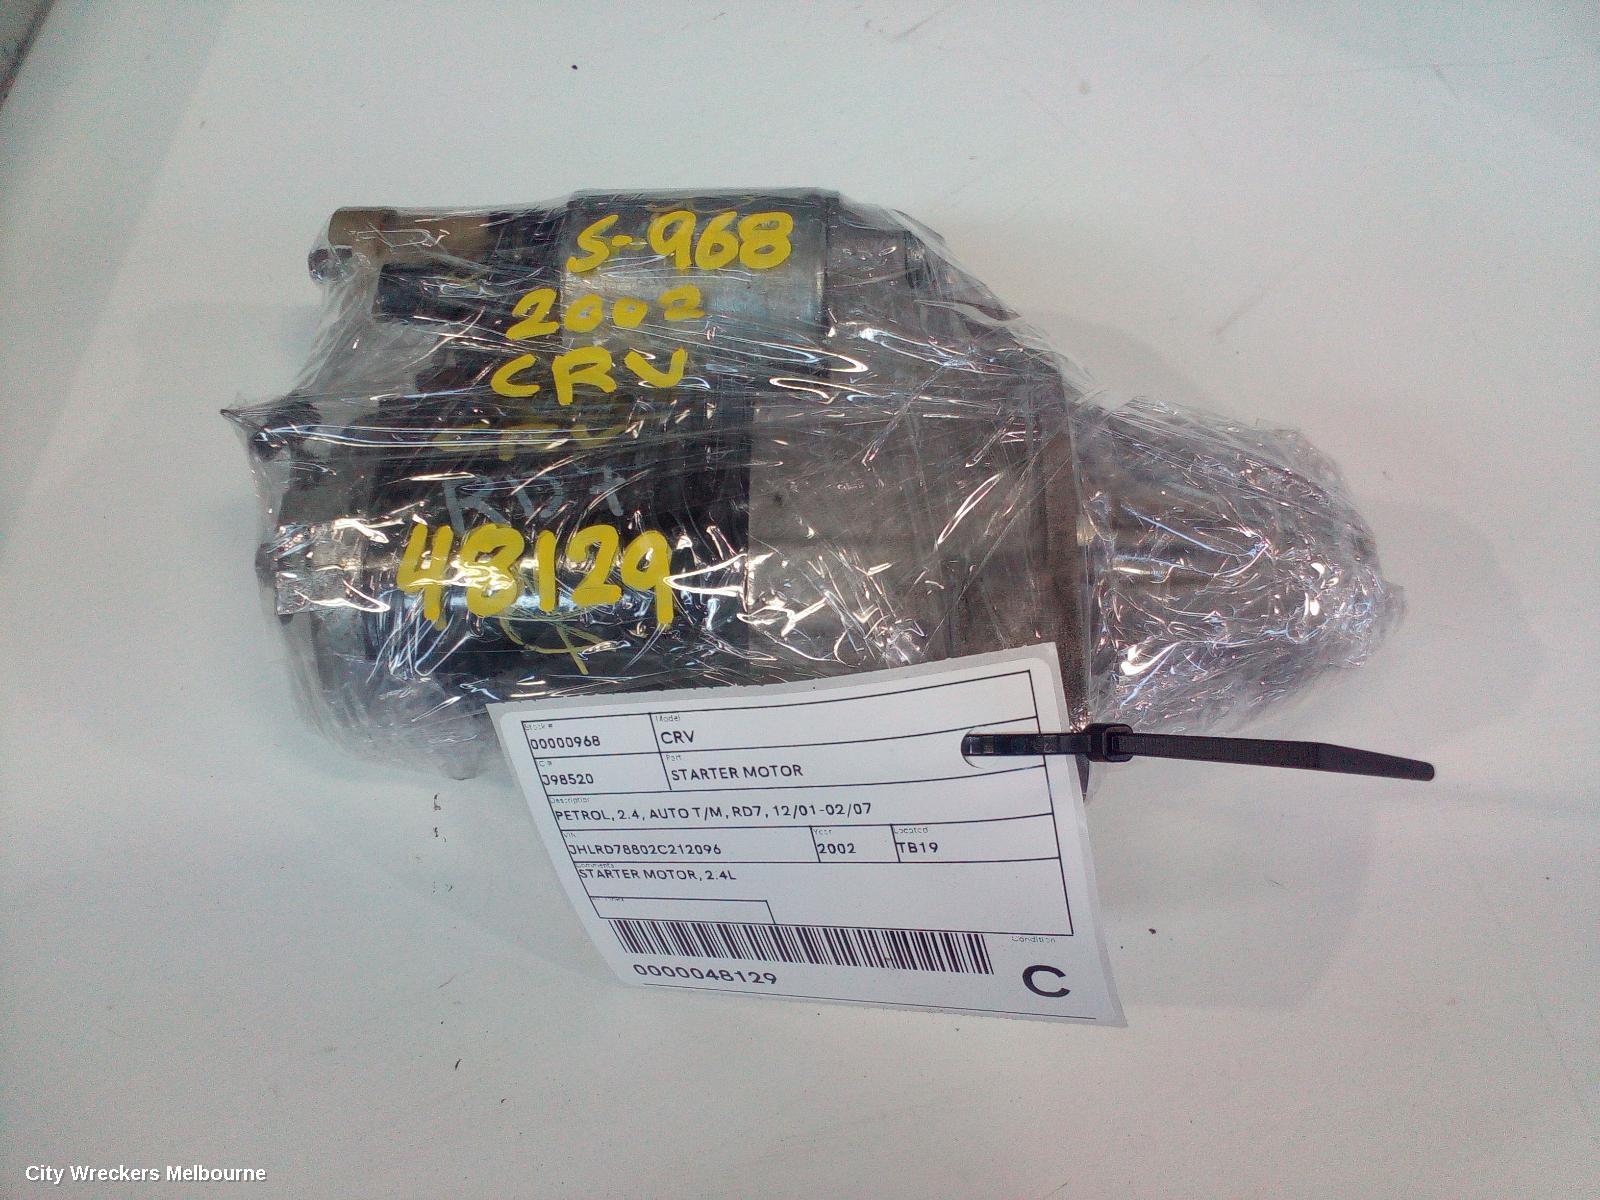 S-968
2002
CRV
CRV
RD7
48129
Stock #
00000968
Model
CRV
IC #
J98520
Part
STARTER MOTOR
Description
PETROL, 2.4, AUTO T/M, RD7, 12/01-02/07
VIN
JHLRD78802C212096
Year
2002
Located
TB19
Comments
STARTER MOTOR, 2.4L
Condition
0000048129
C
City Wreckers Melbourne